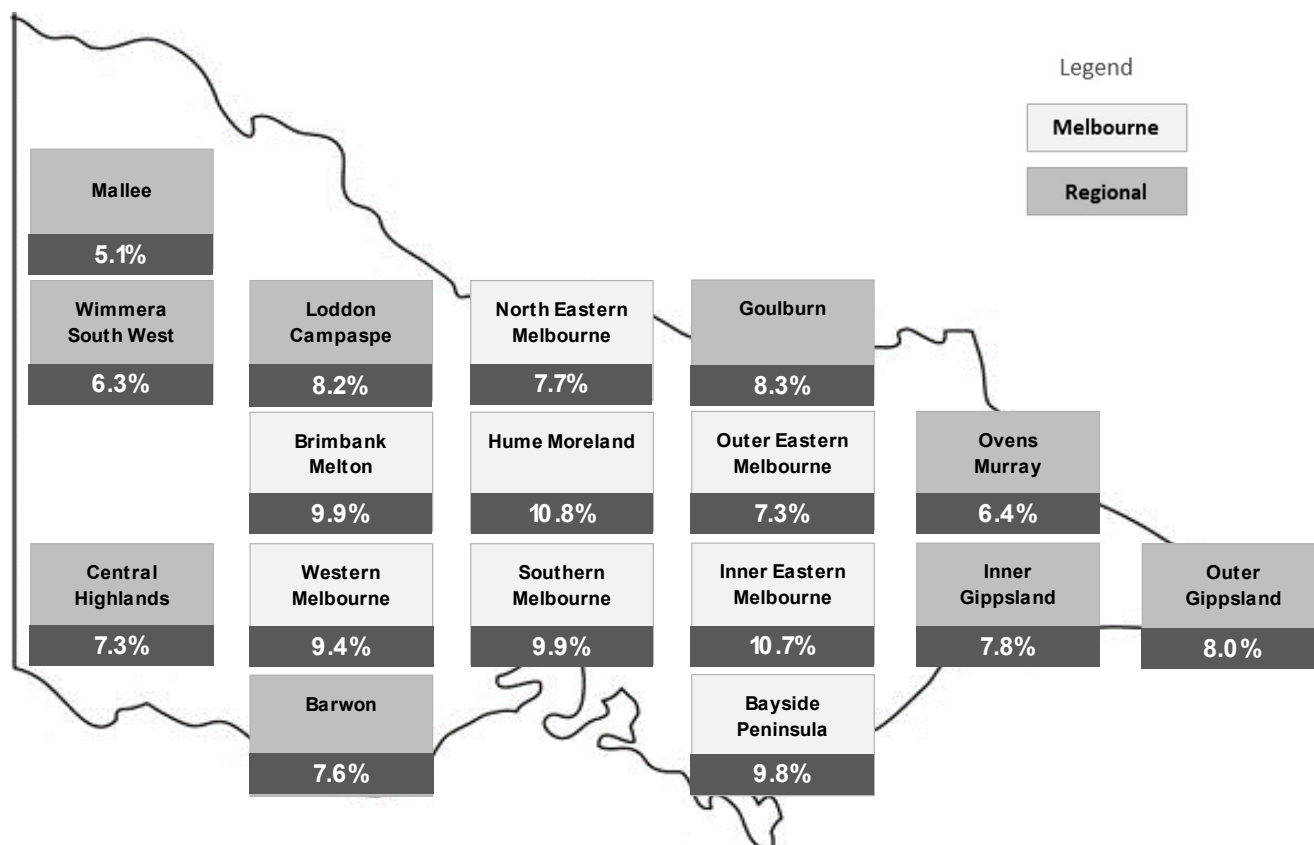 Legend
Melbourne
Regional
Mallee
5.1%
Wimmera
South West
6.3%
Loddon
Campaspe
8.2%
North Eastern
Melbourne
7.7%
Goulburn
8.3%
Brimbank
Melton
9.9%
Hume Moreland
10.8%
Outer Eastern
Melbourne
7.3%
Ovens
Murray
6.4%
Central
Highlands
7.3%
Western
Melbourne
9.4%
Southern
Melbourne
9.9%
Inner Eastern
Melbourne
10.7%
Inner
Gippsland
7.8%
Outer
Gippsland
8.0%
Barwon
7.6%
Bayside
Peninsula
9.8%